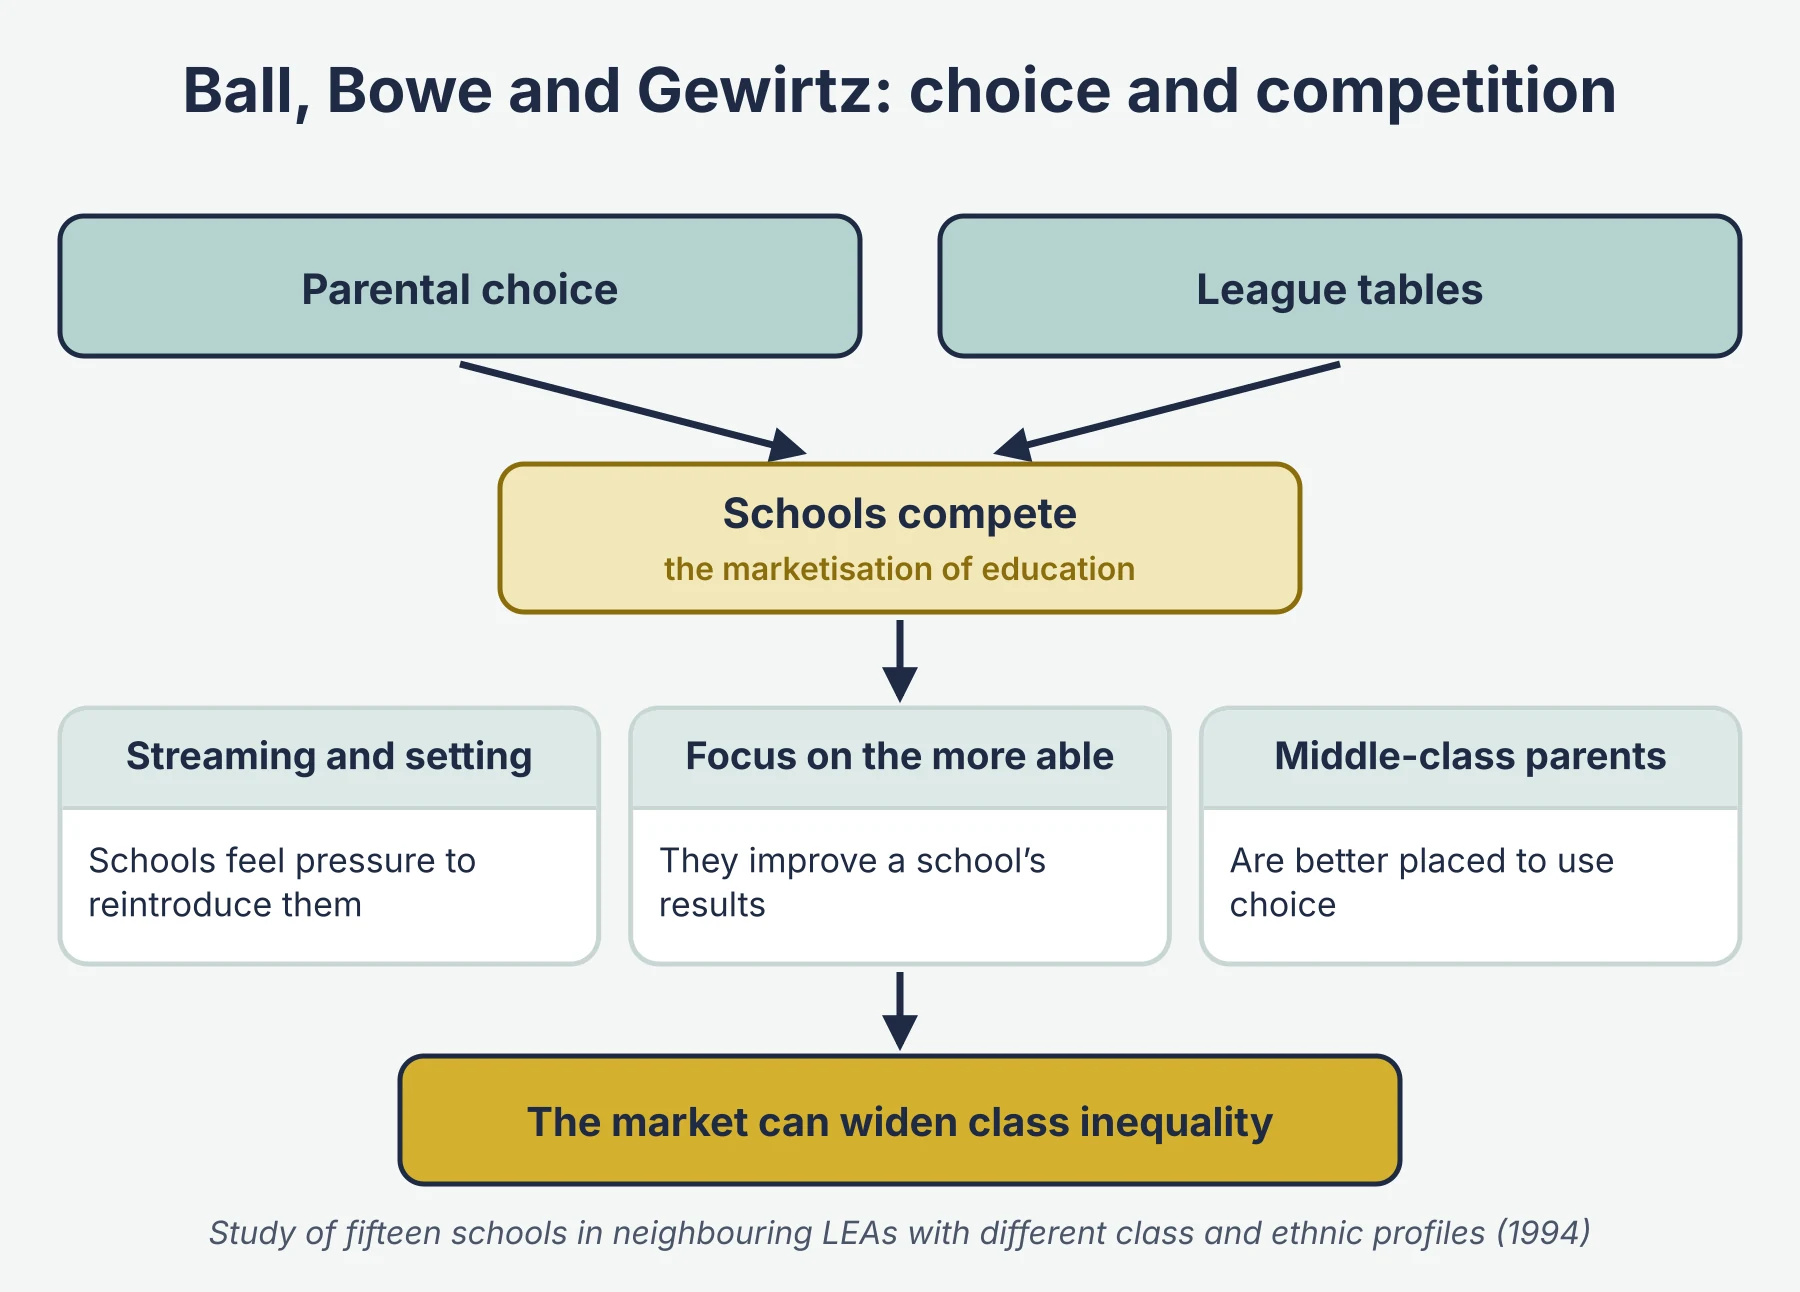 Ball, Bowe and Gewirtz: choice and competition
Parental choice
League tables
Schools compete
the marketisation of education
Streaming and setting
Schools feel pressure to
reintroduce them
Focus on the more able
They improve a school’s
results
Middle-class parents
Are better placed to use
choice
The market can widen class inequality
Study of fifteen schools in neighbouring LEAs with different class and ethnic profiles (1994)